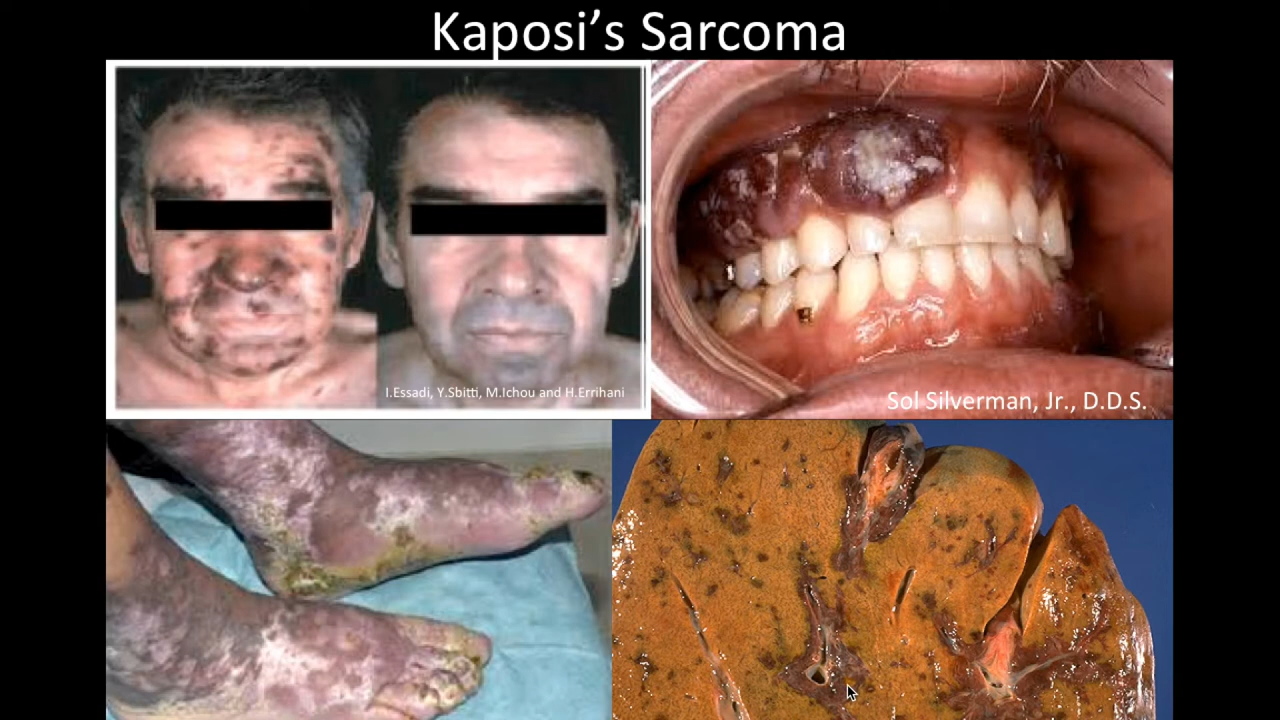 Kaposi’s Sarcoma
I.Essadi, Y.Sbitti, M.Ichou and H.Errihani
Sol Silverman, Jr., D.D.S.